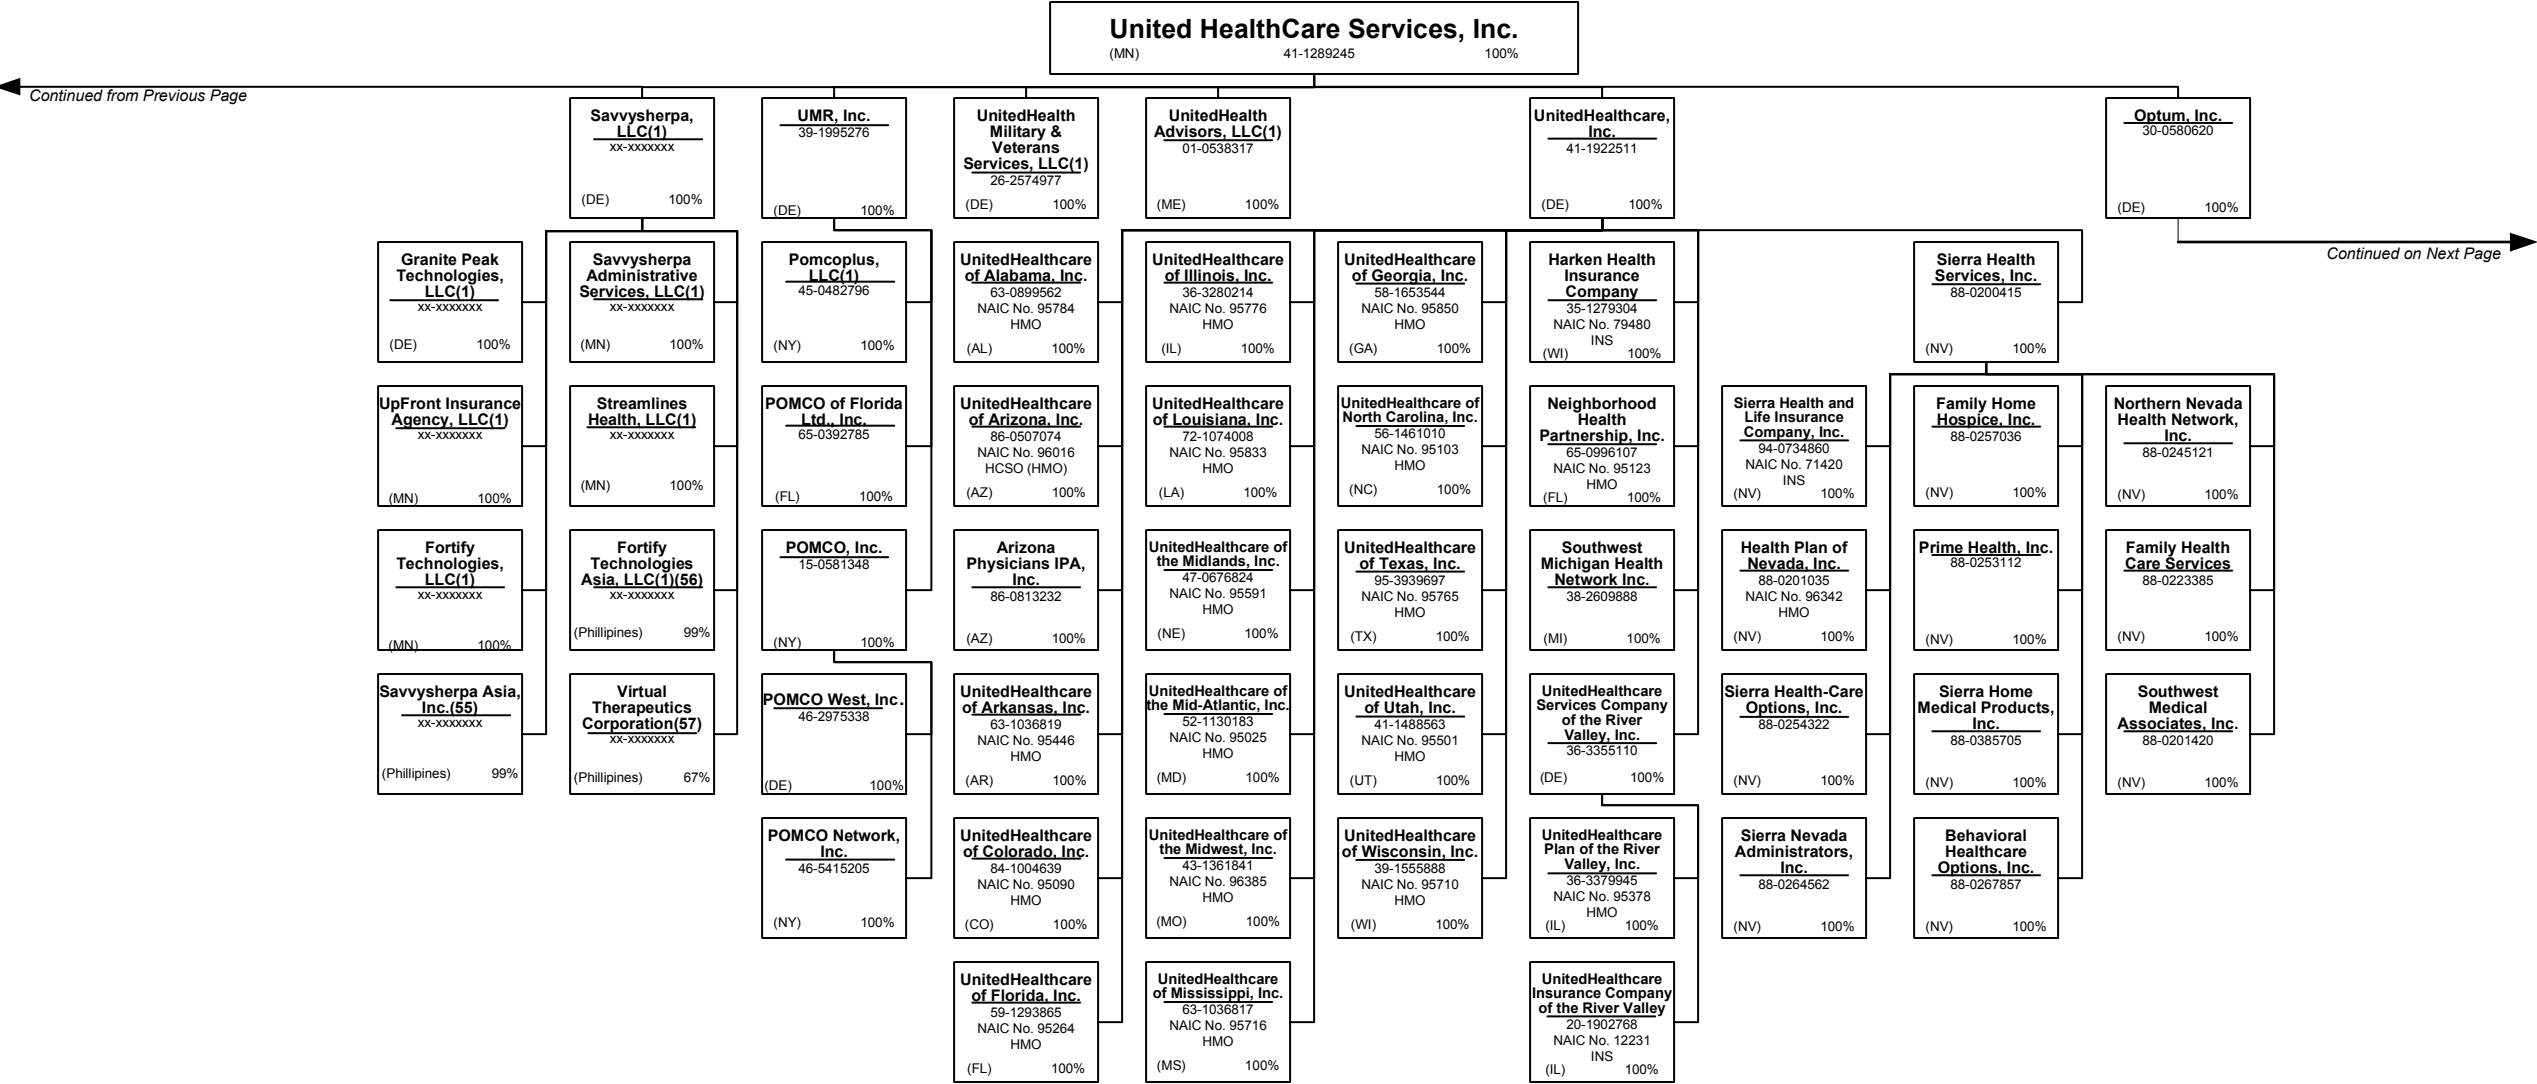 United HealthCare Services, Inc.
(MN) 41-1289245 100%
Continued from Previous Page
Savvysherpa,
LLC(1)
xx-xxxxxxx
(DE) 100%
UMR, Inc.
39-1995276
(DE) 100%
UnitedHealth
Military &
Veterans
Services, LLC(1)
26-2574977
(DE) 100%
UnitedHealth
Advisors, LLC(1)
01-0538317
(ME) 100%
UnitedHealthcare,
Inc.
41-1922511
(DE) 100%
Optum, Inc.
30-0580620
(DE) 100%
Continued on Next Page
Granite Peak
Technologies,
LLC(1)
xx-xxxxxxx
(DE) 100%
Savvysherpa
Administrative
Services, LLC(1)
xx-xxxxxxx
(MN) 100%
Pomcoplus,
LLC(1)
45-0482796
(NY) 100%
UnitedHealthcare
of Alabama, Inc.
63-0899562
NAIC No. 95784
HMO
(AL) 100%
UnitedHealthcare
of Illinois, Inc.
36-3280214
NAIC No. 95776
HMO
(IL) 100%
UnitedHealthcare
of Georgia, Inc.
58-1653544
NAIC No. 95850
HMO
(GA) 100%
Harken Health
Insurance
Company
35-1279304
NAIC No. 79480
INS
(WI) 100%
Sierra Health
Services, Inc.
88-0200415
(NV) 100%
UpFront Insurance
Agency, LLC(1)
xx-xxxxxxx
(MN) 100%
Streamlines
Health, LLC(1)
xx-xxxxxxx
(MN) 100%
POMCO of Florida
Ltd., Inc.
65-0392785
(FL) 100%
UnitedHealthcare
of Arizona, Inc.
86-0507074
NAIC No. 96016
HCSO (HMO)
(AZ) 100%
UnitedHealthcare
of Louisiana, Inc.
72-1074008
NAIC No. 95833
HMO
(LA) 100%
UnitedHealthcare of
North Carolina, Inc.
56-1461010
NAIC No. 95103
HMO
(NC) 100%
Neighborhood
Health
Partnership, Inc.
65-0996107
NAIC No. 95123
HMO
(FL) 100%
Sierra Health and
Life Insurance
Company, Inc.
94-0734860
NAIC No. 71420
INS
(NV) 100%
Family Home
Hospice, Inc.
88-0257036
(NV) 100%
Northern Nevada
Health Network,
Inc.
88-0245121
(NV) 100%
Fortify
Technologies,
LLC(1)
xx-xxxxxxx
(MN) 100%
Fortify
Technologies
Asia, LLC(1)(56)
xx-xxxxxxx
(Phillipines) 99%
POMCO, Inc.
15-0581348
(NY) 100%
Arizona
Physicians IPA,
Inc.
86-0813232
(AZ) 100%
UnitedHealthcare of
the Midlands, Inc.
47-0676824
NAIC No. 95591
HMO
(NE) 100%
UnitedHealthcare
of Texas, Inc.
95-3939697
NAIC No. 95765
HMO
(TX) 100%
Southwest
Michigan Health
Network Inc.
38-2609888
(MI) 100%
Health Plan of
Nevada, Inc.
88-0201035
NAIC No. 96342
HMO
(NV) 100%
Prime Health, Inc.
88-0253112
(NV) 100%
Family Health
Care Services
88-0223385
(NV) 100%
Savvysherpa Asia,
Inc.(55)
xx-xxxxxxx
(Phillipines) 99%
Virtual
Therapeutics
Corporation(57)
xx-xxxxxxx
(Phillipines) 67%
POMCO West, Inc.
46-2975338
(DE) 100%
UnitedHealthcare
of Arkansas, Inc.
63-1036819
NAIC No. 95446
HMO
(AR) 100%
UnitedHealthcare of
the Mid-Atlantic, Inc.
52-1130183
NAIC No. 95025
HMO
(MD) 100%
UnitedHealthcare
of Utah, Inc.
41-1488563
NAIC No. 95501
HMO
(UT) 100%
UnitedHealthcare
Services Company
of the River
Valley, Inc.
36-3355110
(DE) 100%
Sierra Health-Care
Options, Inc.
88-0254322
(NV) 100%
Sierra Home
Medical Products,
Inc.
88-0385705
(NV) 100%
Southwest
Medical
Associates, Inc.
88-0201420
(NV) 100%
POMCO Network,
Inc.
46-5415205
(NY) 100%
UnitedHealthcare
of Colorado, Inc.
84-1004639
NAIC No. 95090
HMO
(CO) 100%
UnitedHealthcare of
the Midwest, Inc.
43-1361841
NAIC No. 96385
HMO
(MO) 100%
UnitedHealthcare
of Wisconsin, Inc.
39-1555888
NAIC No. 95710
HMO
(WI) 100%
UnitedHealthcare
Plan of the River
Valley, Inc.
36-3379945
NAIC No. 95378
HMO
(IL) 100%
Sierra Nevada
Administrators,
Inc.
88-0264562
(NV) 100%
Behavioral
Healthcare
Options, Inc.
88-0267857
(NV) 100%
UnitedHealthcare
of Florida, Inc.
59-1293865
NAIC No. 95264
HMO
(FL) 100%
UnitedHealthcare
of Mississippi, Inc.
63-1036817
NAIC No. 95716
HMO
(MS) 100%
UnitedHealthcare
Insurance Company
of the River Valley
20-1902768
NAIC No. 12231
INS
(IL) 100%